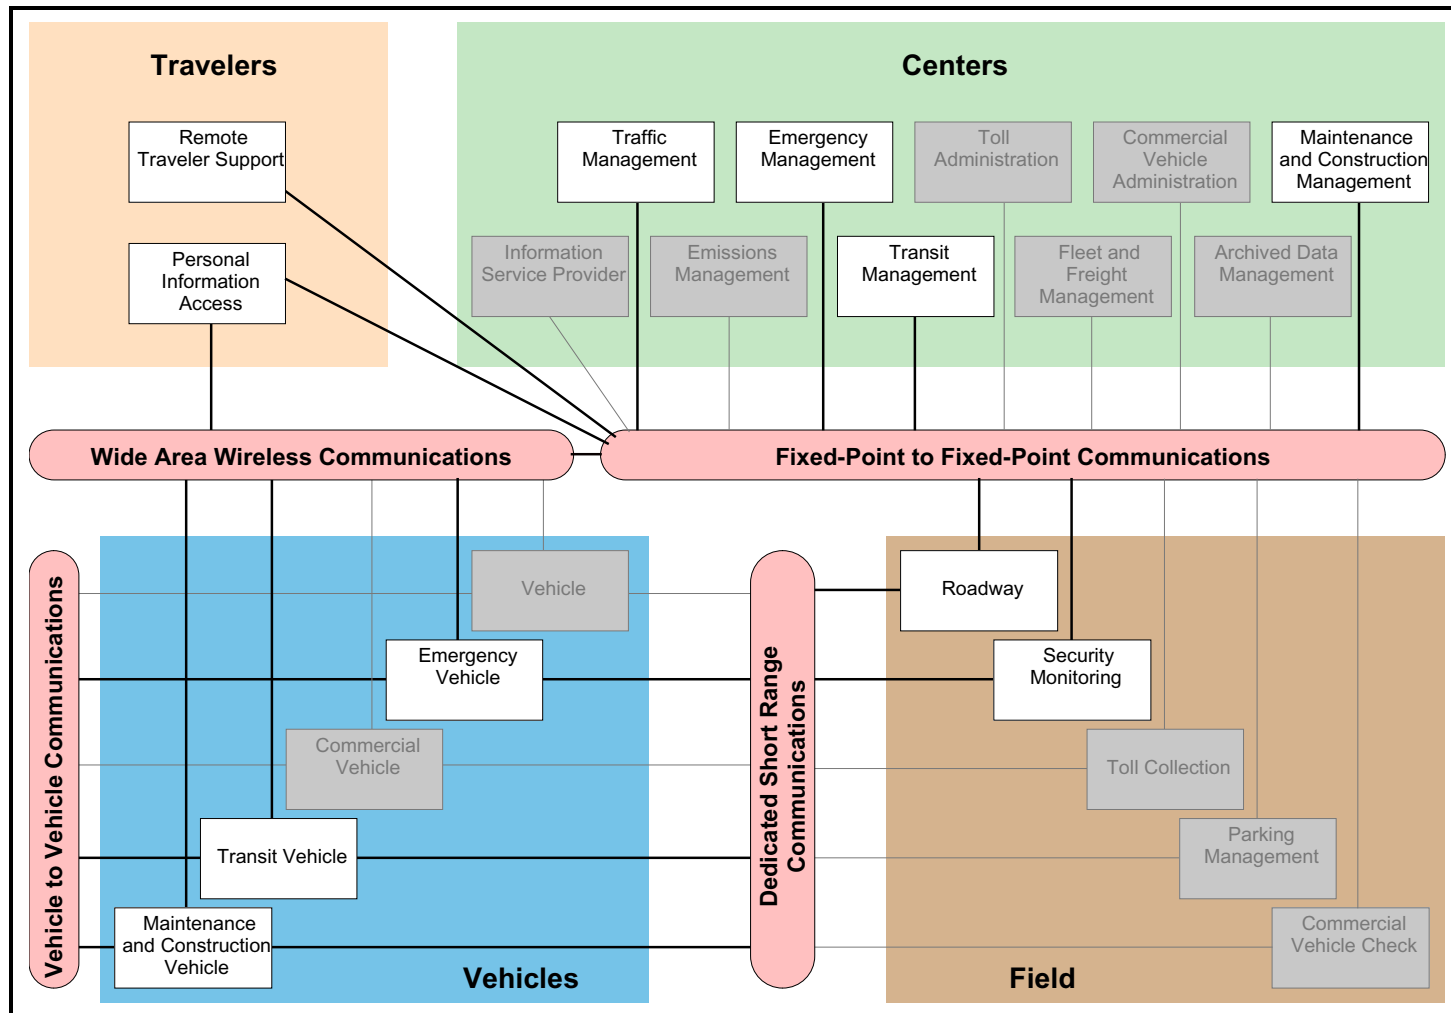 Travelers
Centers
Remote
Traveler Support
Traffic
Management
Emergency
Management
Toll
Administration
Commercial
Vehicle
Administration
Maintenance
and Construction
Management
Personal
Information
Access
Information
Service Provider
Emissions
Management
Transit
Management
Fleet and
Freight
Management
Archived Data
Management
Wide Area Wireless Communications
Fixed-Point to Fixed-Point Communications
Vehicle to Vehicle Communications
Vehicle
Emergency
Vehicle
Commercial
Vehicle
Transit Vehicle
Maintenance
and Construction
Vehicle
Vehicles
Dedicated Short Range
Communications
Roadway
Security
Monitoring
Toll Collection
Parking
Management
Commercial
Vehicle Check
Field